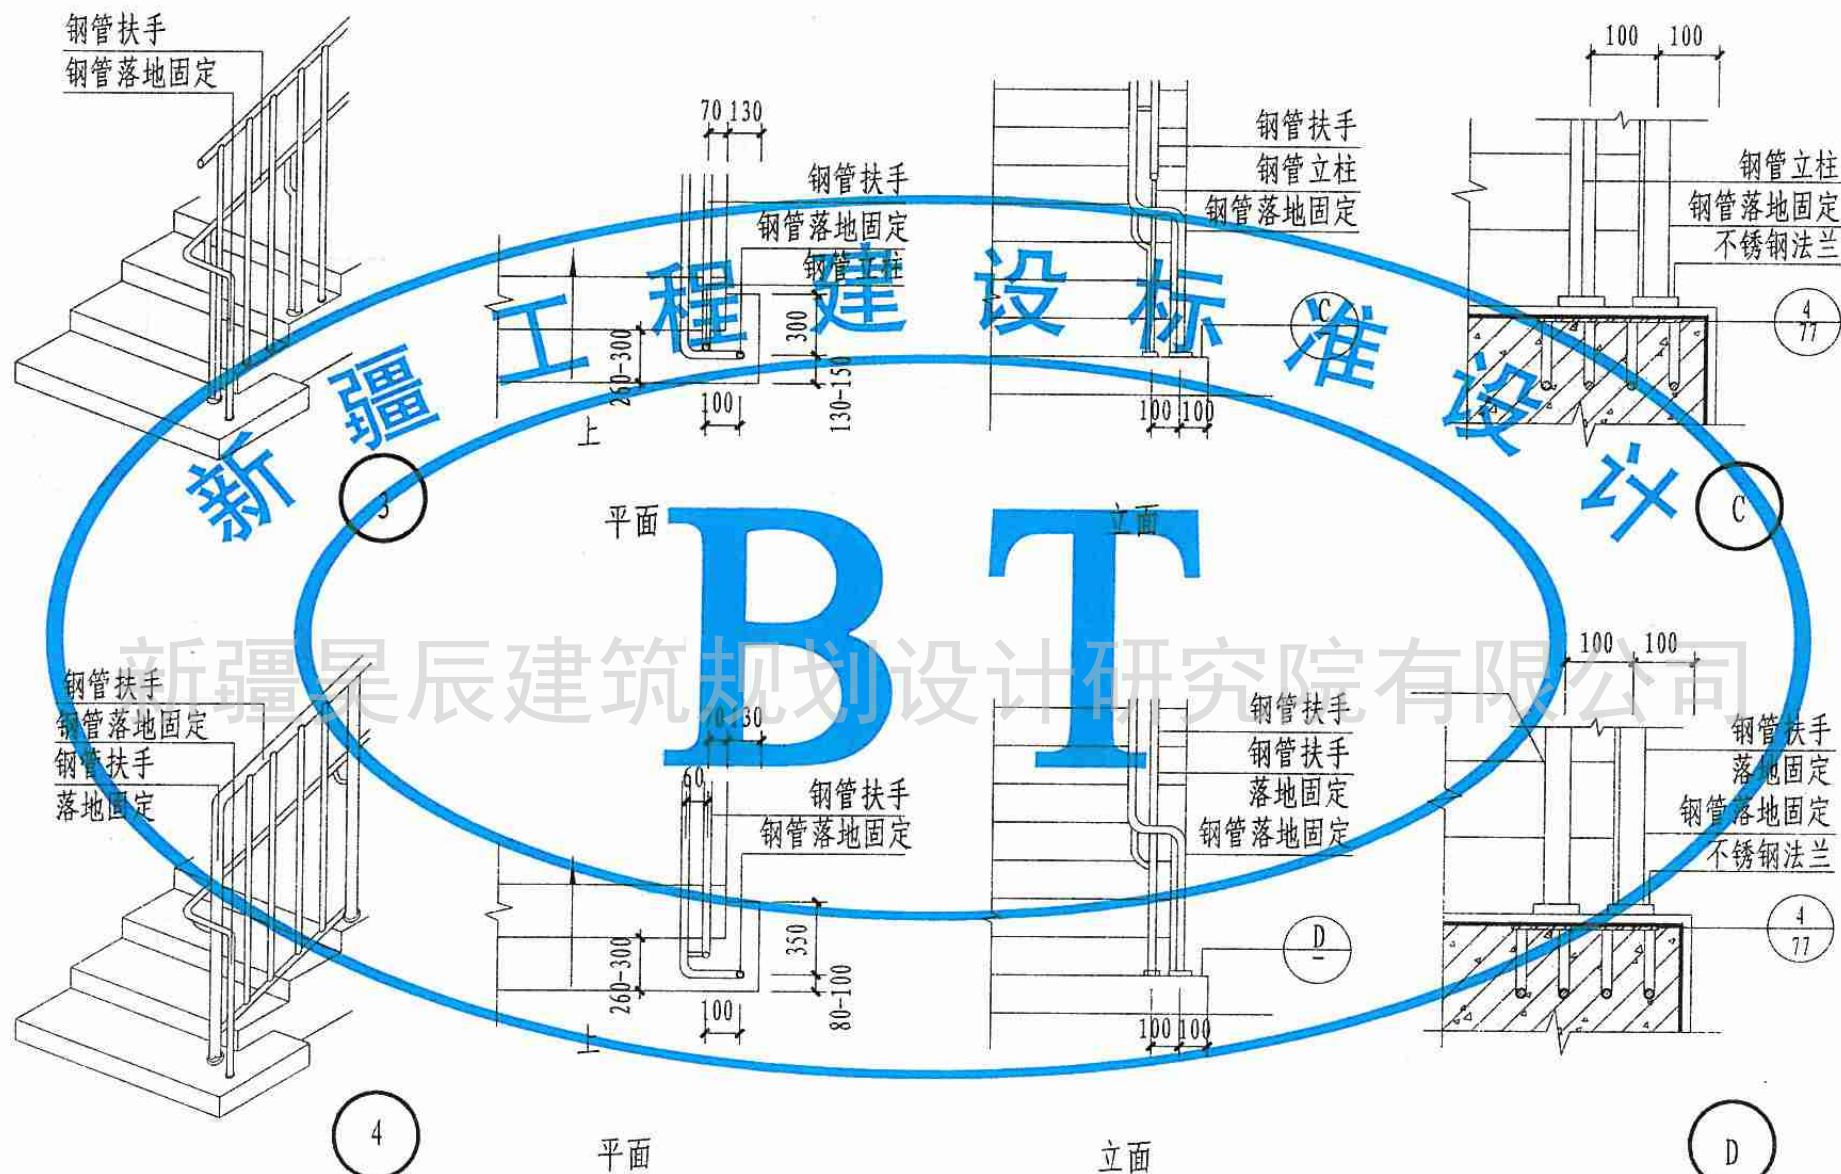 钢管扶手
钢管落地固定
70 130
钢管扶手
钢管落地固定
钢管立柱
300
260-300
130-150
100
上
钢管扶手
钢管立柱
钢管落地固定
C
100 100
100 100
钢管立柱
钢管落地固定
不锈钢法兰
4
77
新疆工程建设标准设计
3
平面
立面
C
BT
新疆昊辰建筑规划设计研究院有限公司
钢管扶手
钢管落地固定
钢管扶手
落地固定
70 130
60
钢管扶手
钢管落地固定
350
260-300
80-100
100
上
钢管扶手
钢管扶手
落地固定
钢管落地固定
D
-
100 100
100 100
钢管扶手
落地固定
钢管落地固定
不锈钢法兰
4
77
4
平面
立面
D